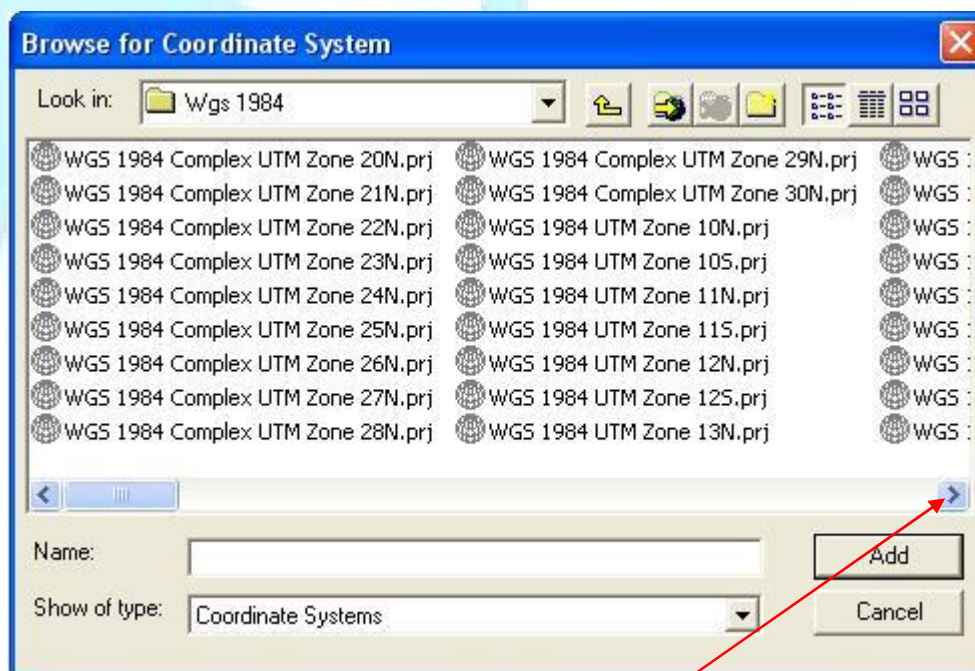 Browse for Coordinate System
Look in: Wgs 1984
WGS 1984 Complex UTM Zone 20N.prj
WGS 1984 Complex UTM Zone 21N.prj
WGS 1984 Complex UTM Zone 22N.prj
WGS 1984 Complex UTM Zone 23N.prj
WGS 1984 Complex UTM Zone 24N.prj
WGS 1984 Complex UTM Zone 25N.prj
WGS 1984 Complex UTM Zone 26N.prj
WGS 1984 Complex UTM Zone 27N.prj
WGS 1984 Complex UTM Zone 28N.prj
WGS 1984 Complex UTM Zone 29N.prj
WGS 1984 Complex UTM Zone 30N.prj
WGS 1984 UTM Zone 10N.prj
WGS 1984 UTM Zone 10S.prj
WGS 1984 UTM Zone 11N.prj
WGS 1984 UTM Zone 11S.prj
WGS 1984 UTM Zone 12N.prj
WGS 1984 UTM Zone 12S.prj
WGS 1984 UTM Zone 13N.prj
WGS
WGS
WGS
WGS
WGS
WGS
WGS
WGS
WGS
Name:
Add
Show of type: Coordinate Systems
Cancel